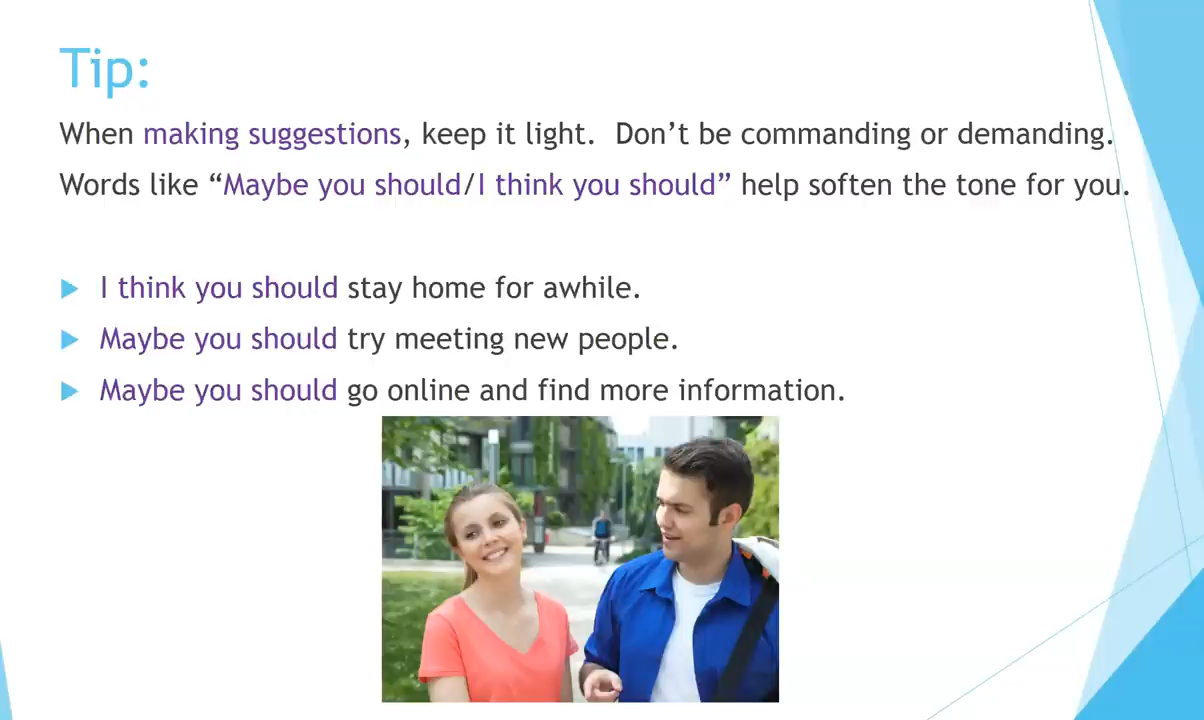 Tip:
When making suggestions, keep it light.  Don’t be commanding or demanding.
Words like “Maybe you should/I think you should” help soften the tone for you.
I think you should stay home for awhile.
Maybe you should try meeting new people.
Maybe you should go online and find more information.